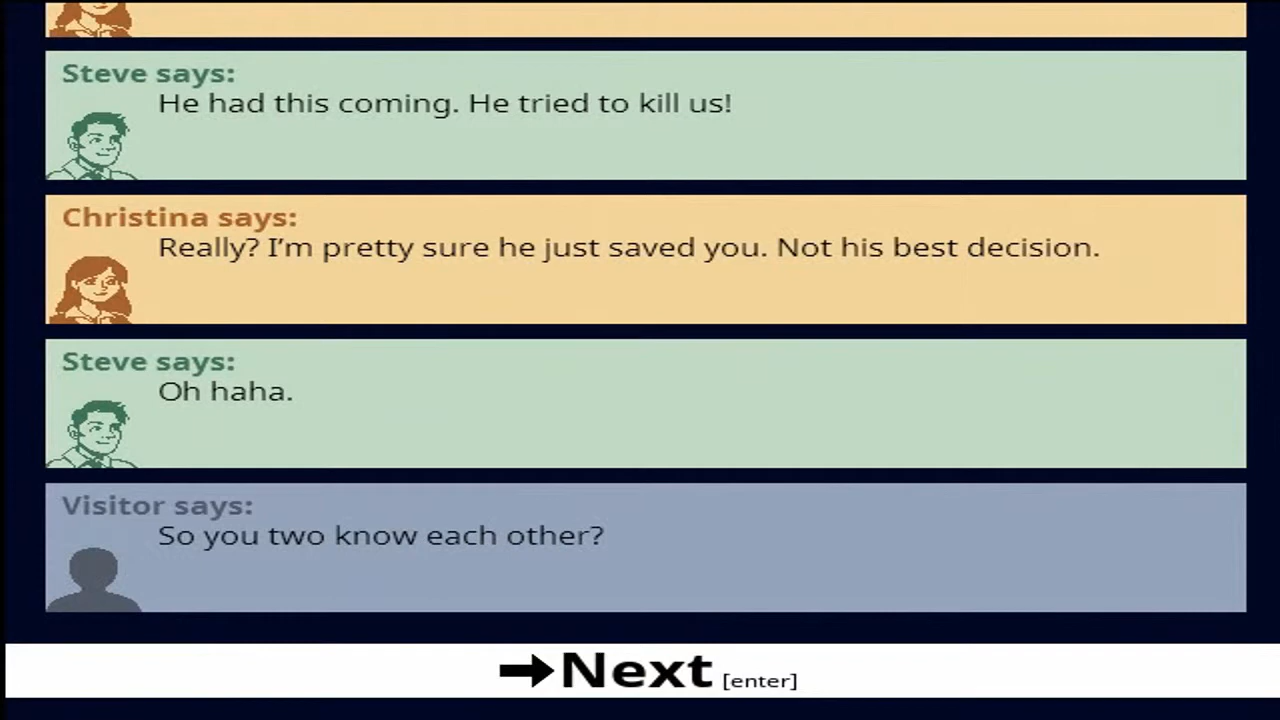 Steve says:
He had this coming. He tried to kill us!
Christina says:
Really? I'm pretty sure he just saved you. Not his best decision.
Steve says:
Oh haha.
Visitor says:
So you two know each other?
➡Next [enter]